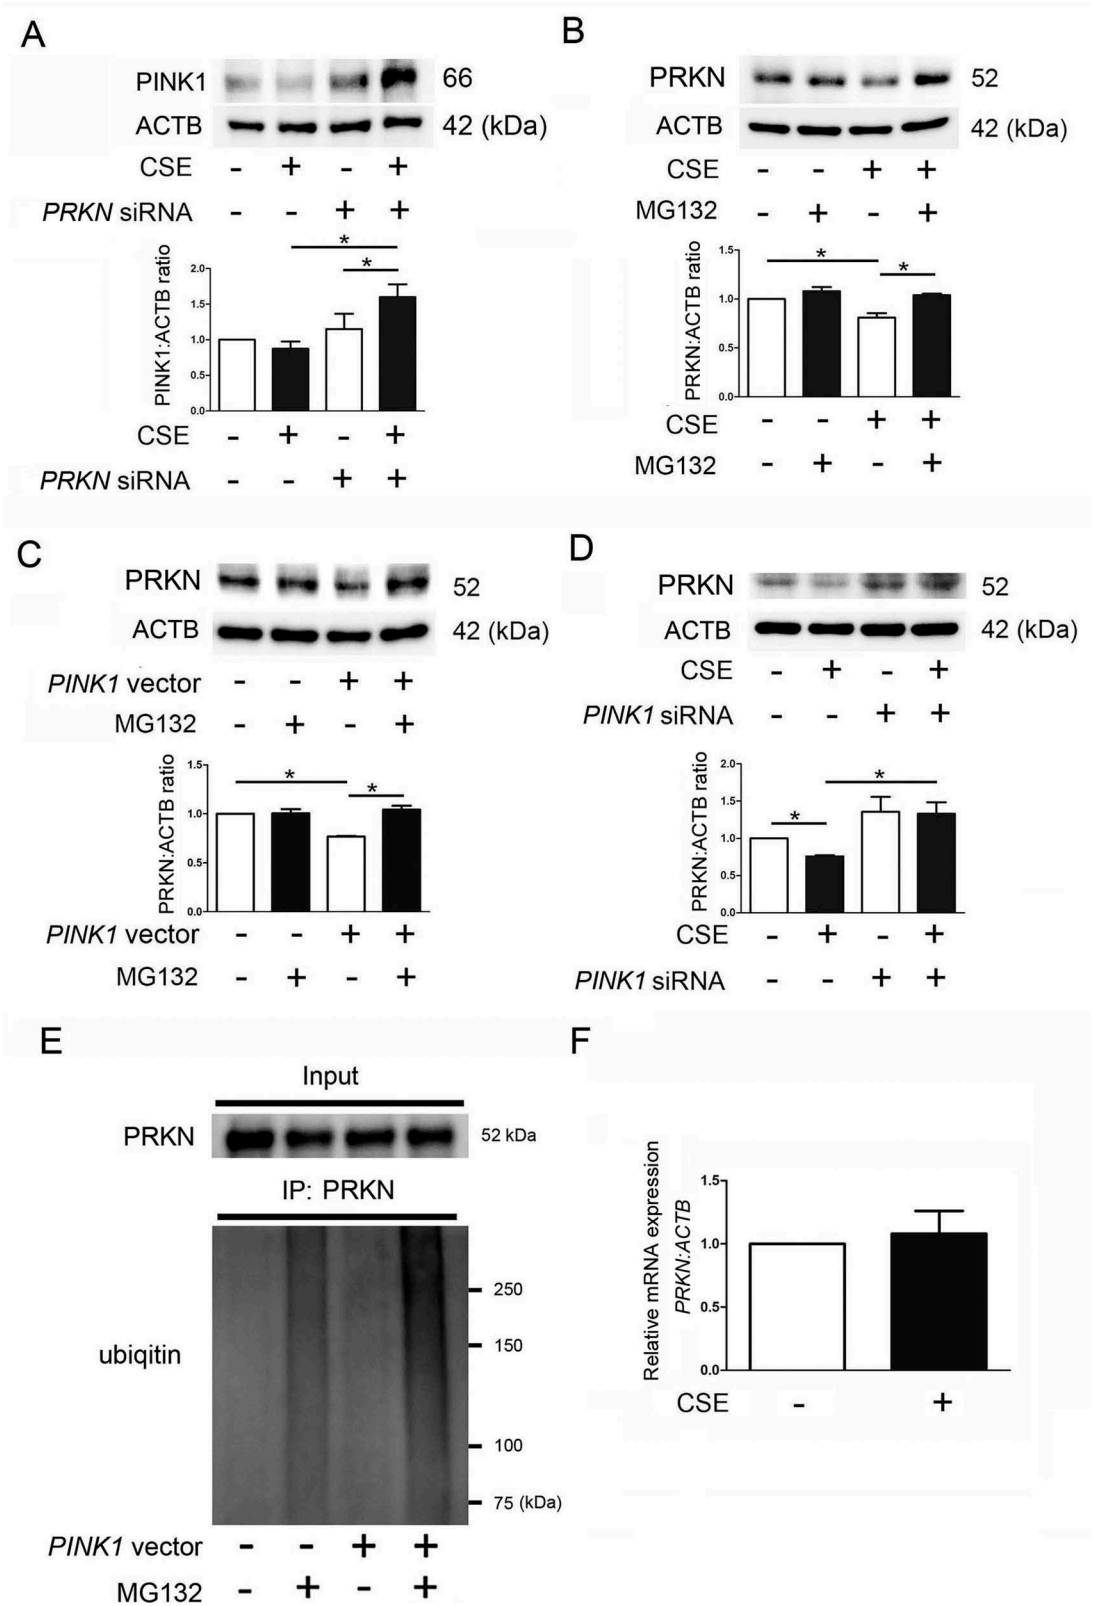 A
PINK1 66
ACTB 42 (kDa)
CSE - + - +
PRKN siRNA - - + +
PINK1:ACTB ratio
2.0
1.5
1.0
0.5
0.0
* *
CSE - + - +
PRKN siRNA - - + +
B
PRKN 52
ACTB 42 (kDa)
CSE - - + +
MG132 - + - +
PRKN:ACTB ratio
1.5
1.0
0.5
0.0
* *
CSE - - + +
MG132 - + - +
C
PRKN 52
ACTB 42 (kDa)
PINK1 vector - - + +
MG132 - + - +
PRKN:ACTB ratio
1.5
1.0
0.5
0.0
* *
PINK1 vector - - + +
MG132 - + - +
D
PRKN 52
ACTB 42 (kDa)
CSE - + - +
PINK1 siRNA - - + +
PRKN:ACTB ratio
2.0
1.5
1.0
0.5
0.0
* *
CSE - + - +
PINK1 siRNA - - + +
E
Input
PRKN 52 kDa
IP: PRKN
250
150
ubiqitin
100
75 (kDa)
PINK1 vector - - + +
MG132 - + - +
F
Relative mRNA expression
PRKN:ACTB
1.5
1.0
0.5
0.0
CSE - +